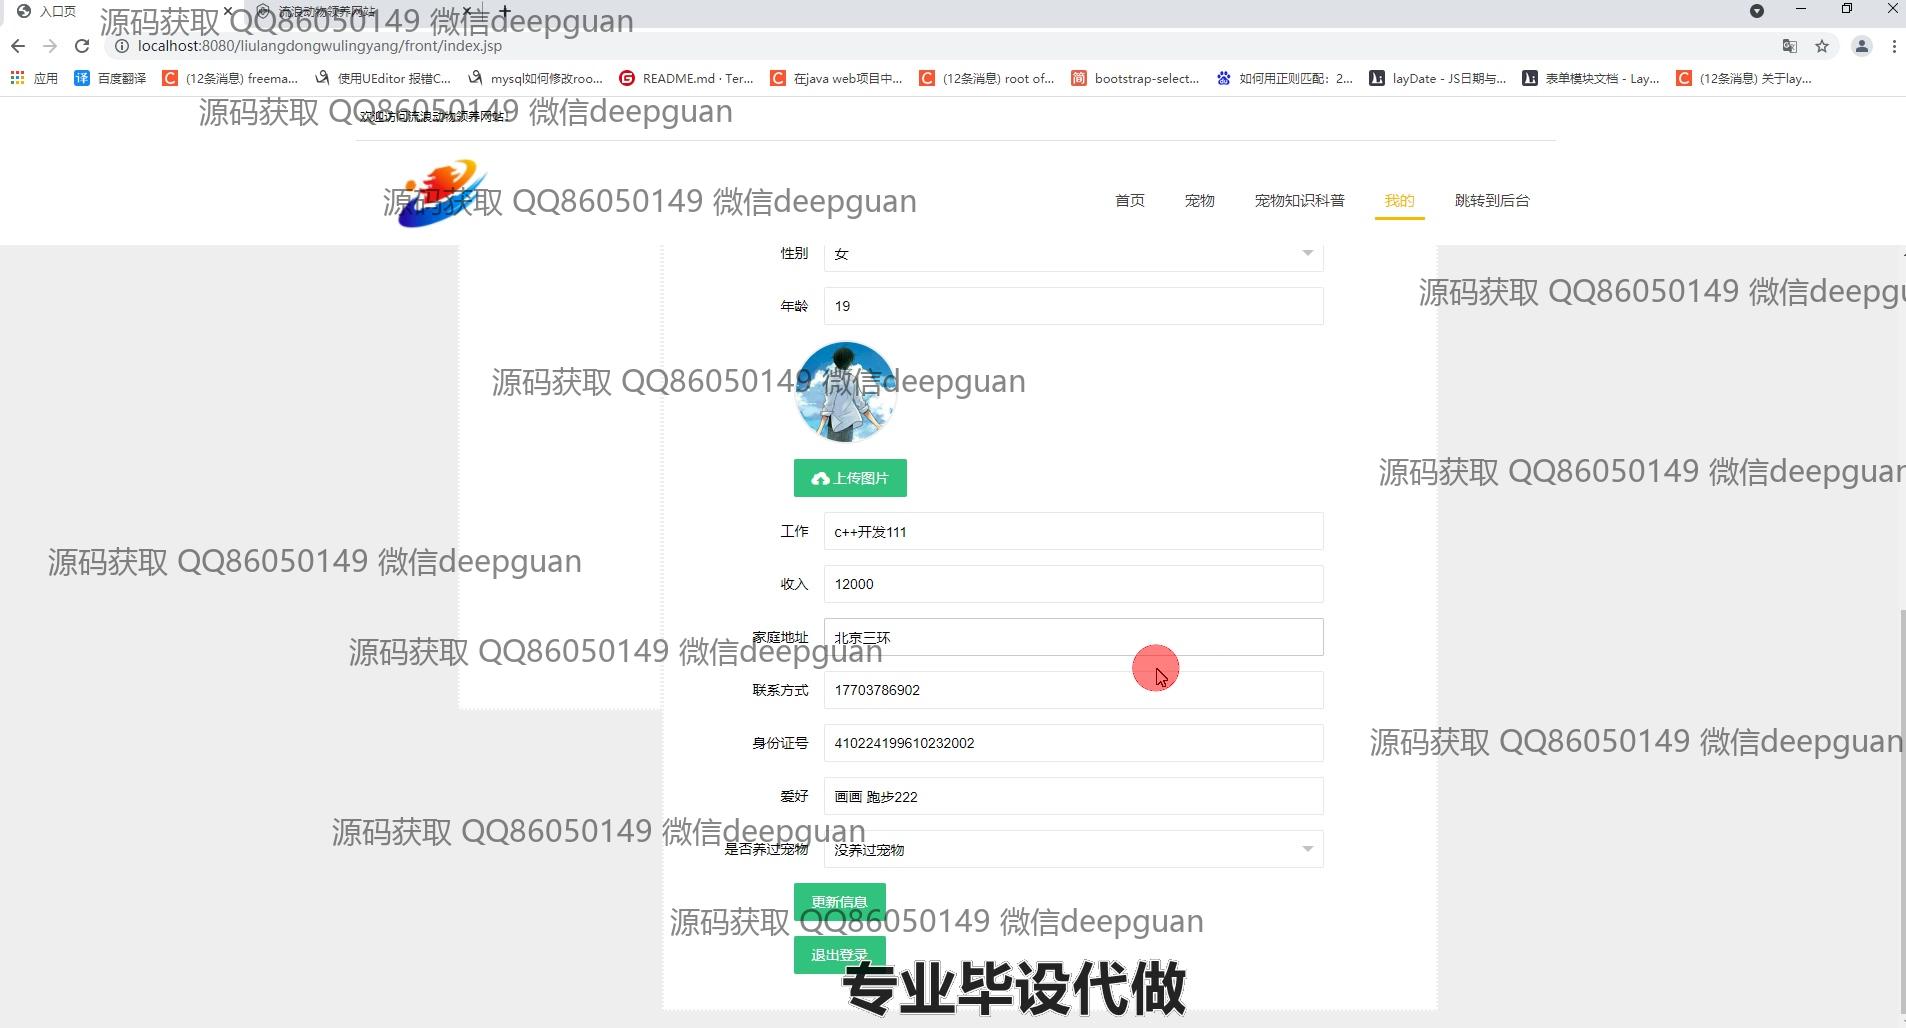 入口页
流浪动物领养网站
源码获取 QQ86050149 微信deepguan
localhost:8080/liulangdongwulingyang/front/index.jsp
应用 百度翻译 (12条消息) freema... 使用UEditor 报错C... mysql如何修改roo... README.md · Ter... 在java web项目中... (12条消息) root of... bootstrap-select... 如何用正则匹配：2... layDate - JS日期与... 表单模块文档 - Lay... (12条消息) 关于lay...
源码获取 QQ86050149 微信deepguan
欢迎访问流浪动物领养网站！
源码获取 QQ86050149 微信deepguan
首页 宠物 宠物知识科普 我的 跳转到后台
性别 女
源码获取 QQ86050149 微信deepgu
年龄 19
源码获取 QQ86050149 微信deepguan
上传图片
源码获取 QQ86050149 微信deepguan
工作 c++开发111
源码获取 QQ86050149 微信deepguan
收入 12000
家庭地址 北京三环
源码获取 QQ86050149 微信deepguan
联系方式 17703786902
身份证号 410224199610232002
源码获取 QQ86050149 微信deepguan
爱好 画画 跑步222
源码获取 QQ86050149 微信deepguan
是否养过宠物 没养过宠物
更新信息
源码获取 QQ86050149 微信deepguan
退出登录
专业毕设代做